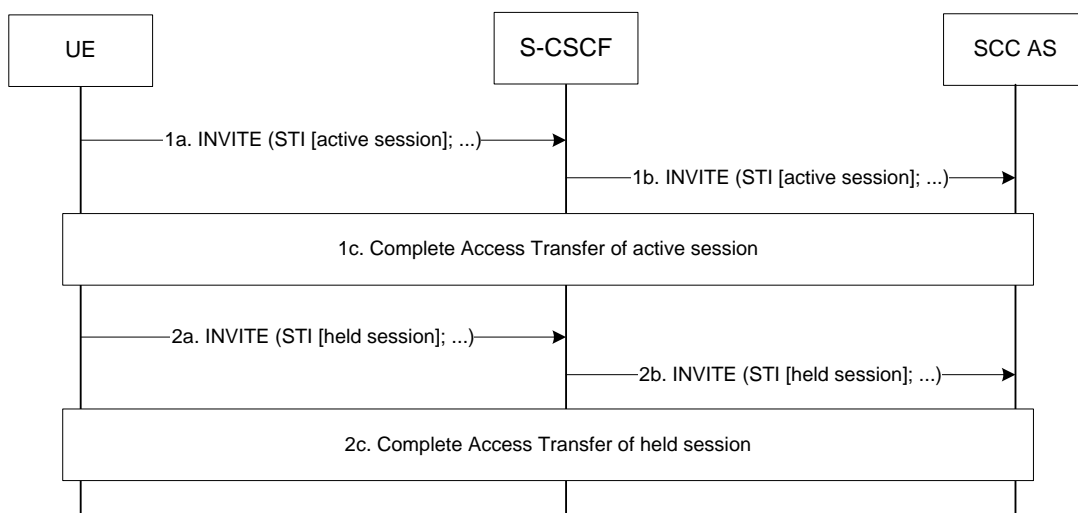 UE
S-CSCF
SCC AS
1a. INVITE (STI [active session]; ...)
1b. INVITE (STI [active session]; ...)
1c. Complete Access Transfer of active session
2a. INVITE (STI [held session]; ...)
2b. INVITE (STI [held session]; ...)
2c. Complete Access Transfer of held session